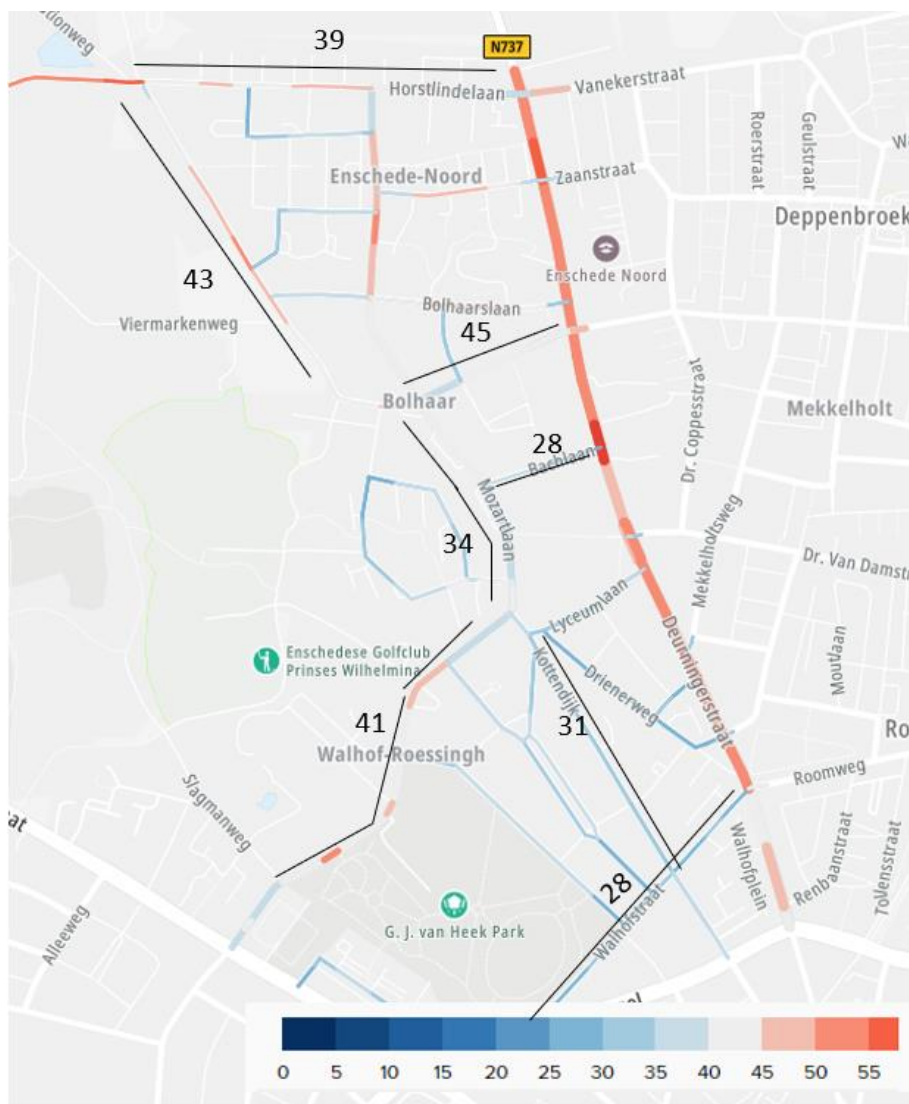 39
N737
Horstlindelaan
Vanekerstraat
Roerstraat
Geulstraat
Enschede-Noord
Zaanstraat
Deppenbroek
43
Enschede Noord
Viermarkenweg
Bolhaarslaan
45
Bolhaar
Dr. Coppesstraat
Mekkelholt
28
Bachlaan
Mozartlaan
34
Mekkelholtsweg
Dr. Van Damstr
Lyceumlaan
Deurningerstraat
Enschedese Golfclub
Prinses Wilhelmina
Kottendijk
Drienerweg
Moutlaan
Ro
41
31
Walhof-Roessingh
Roomweg
Slagmanweg
Walhofplein
Renbaanstraat
28
Walhofstraat
Alleeweg
G. J. van Heek Park
0 5 10 15 20 25 30 35 40 45 50 55